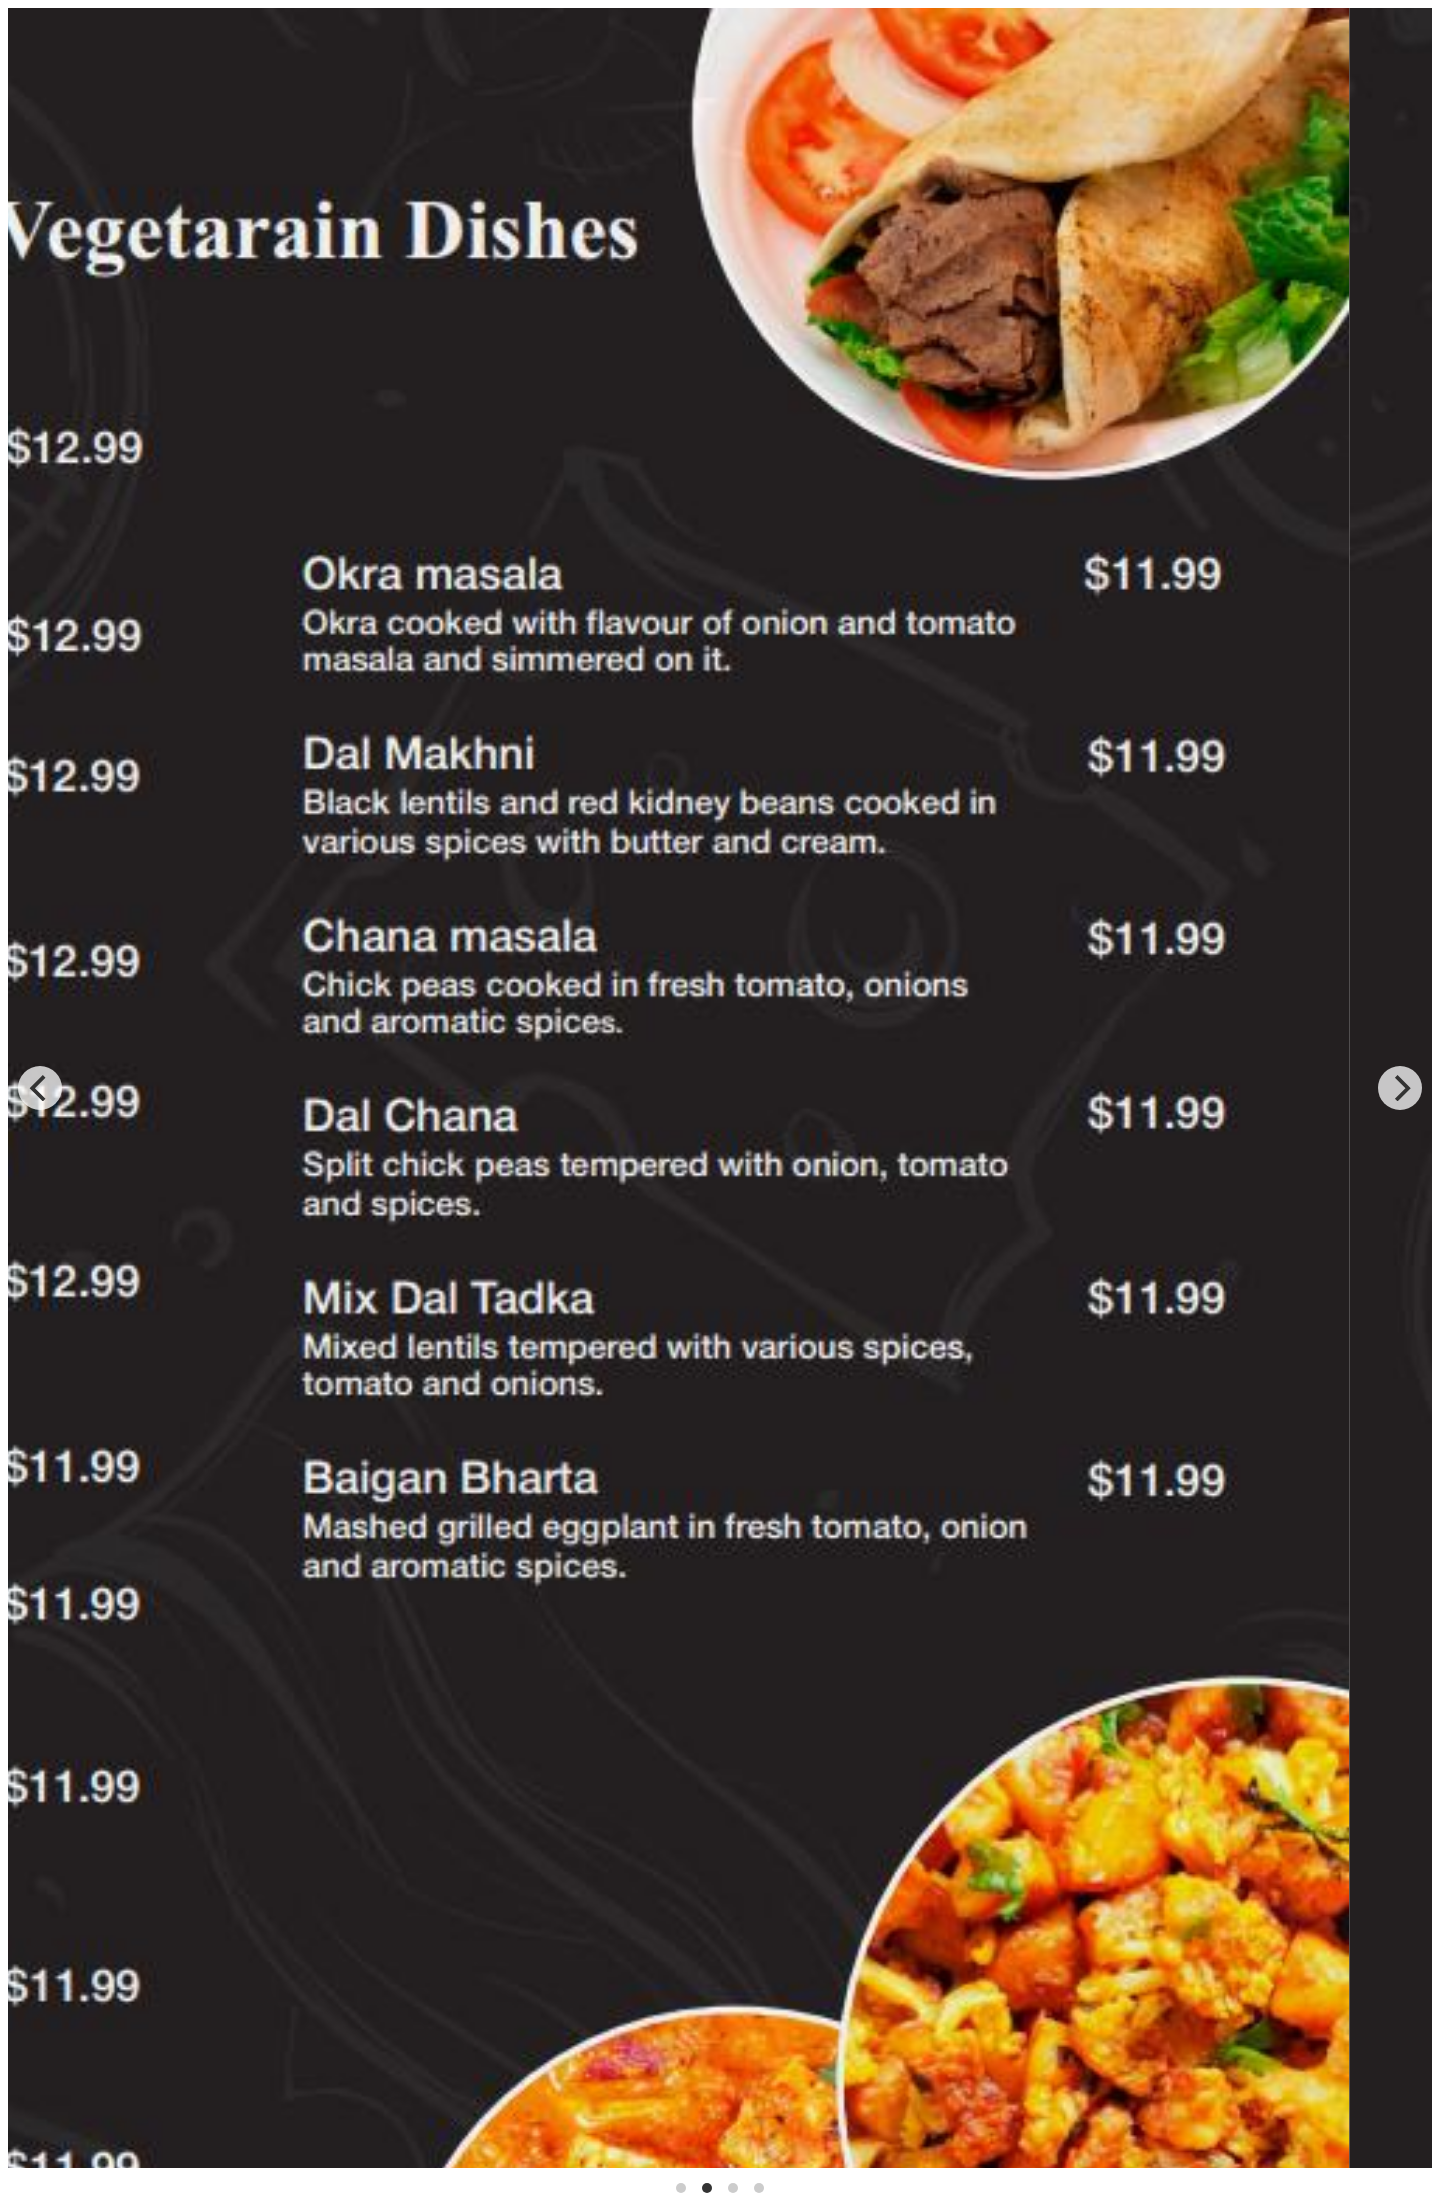 Vegetarain Dishes
$12.99
$12.99
$12.99
$12.99
$12.99
$12.99
$11.99
$11.99
$11.99
$11.99
$11.99
Okra masala $11.99
Okra cooked with flavour of onion and tomato
masala and simmered on it.
Dal Makhni $11.99
Black lentils and red kidney beans cooked in
various spices with butter and cream.
Chana masala $11.99
Chick peas cooked in fresh tomato, onions
and aromatic spices.
Dal Chana $11.99
Split chick peas tempered with onion, tomato
and spices.
Mix Dal Tadka $11.99
Mixed lentils tempered with various spices,
tomato and onions.
Baigan Bharta $11.99
Mashed grilled eggplant in fresh tomato, onion
and aromatic spices.